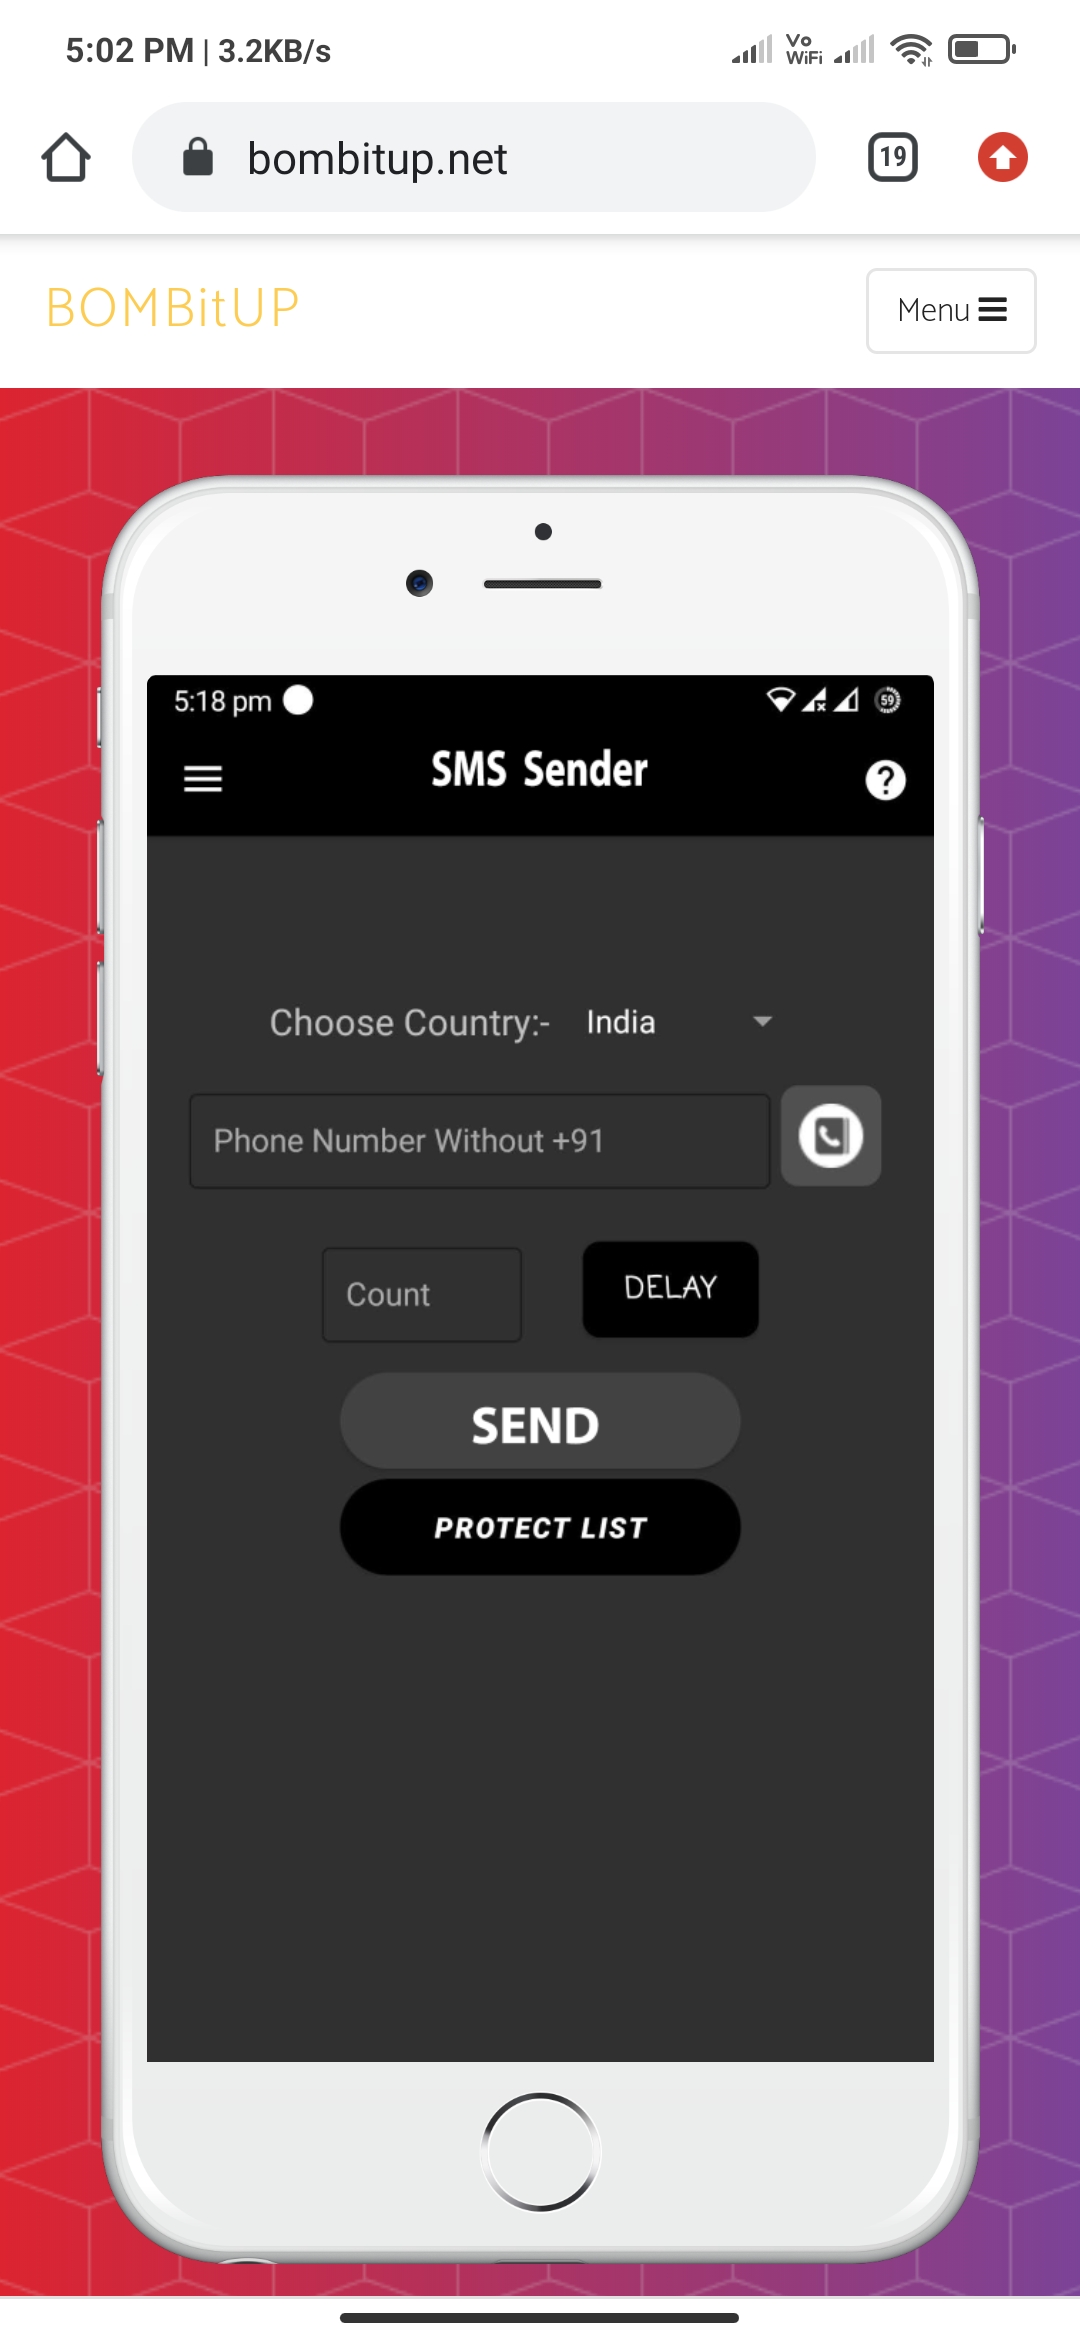 5:02 PM | 3.2KB/s Vo WiFi
bombitup.net 19
BOMBitUP Menu
5:18 pm 59
SMS Sender ?
Choose Country:- India
Phone Number Without +91
Count DELAY
SEND
PROTECT LIST